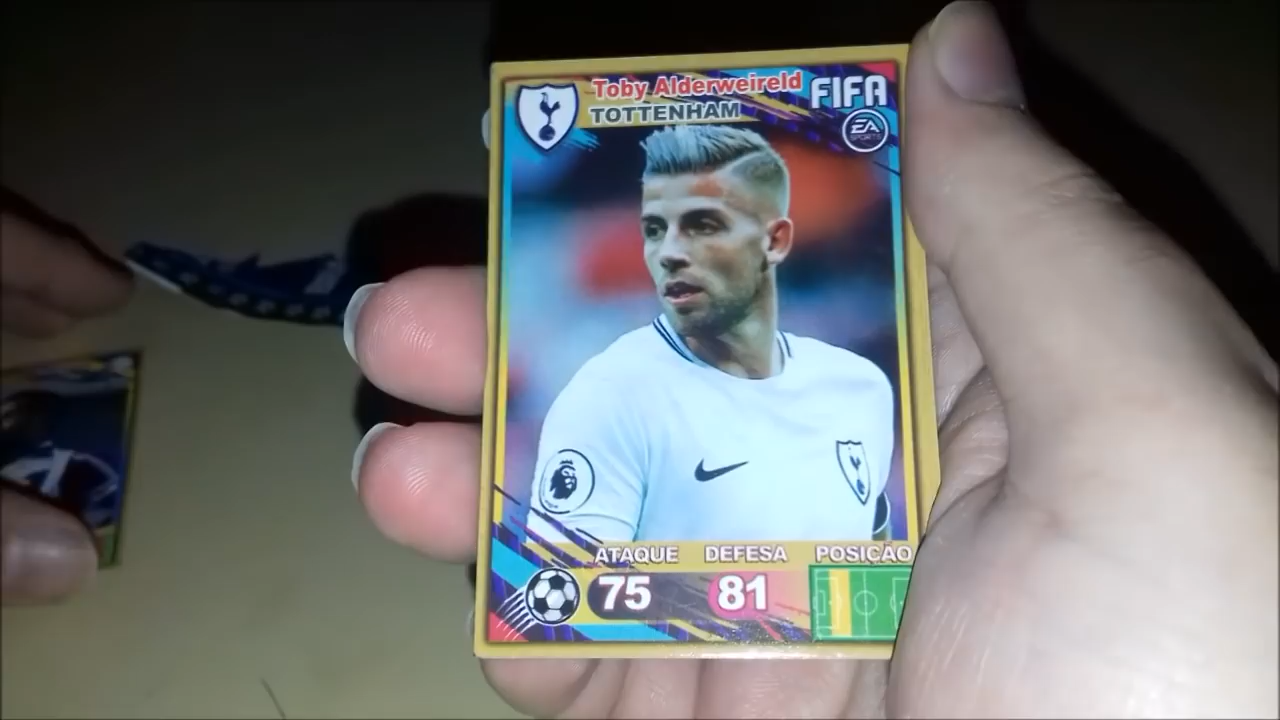 Toby Alderweireld
TOTTENHAM
FIFA
EA
SPORTS
ATAQUE DEFESA POSIÇÃO
75 81